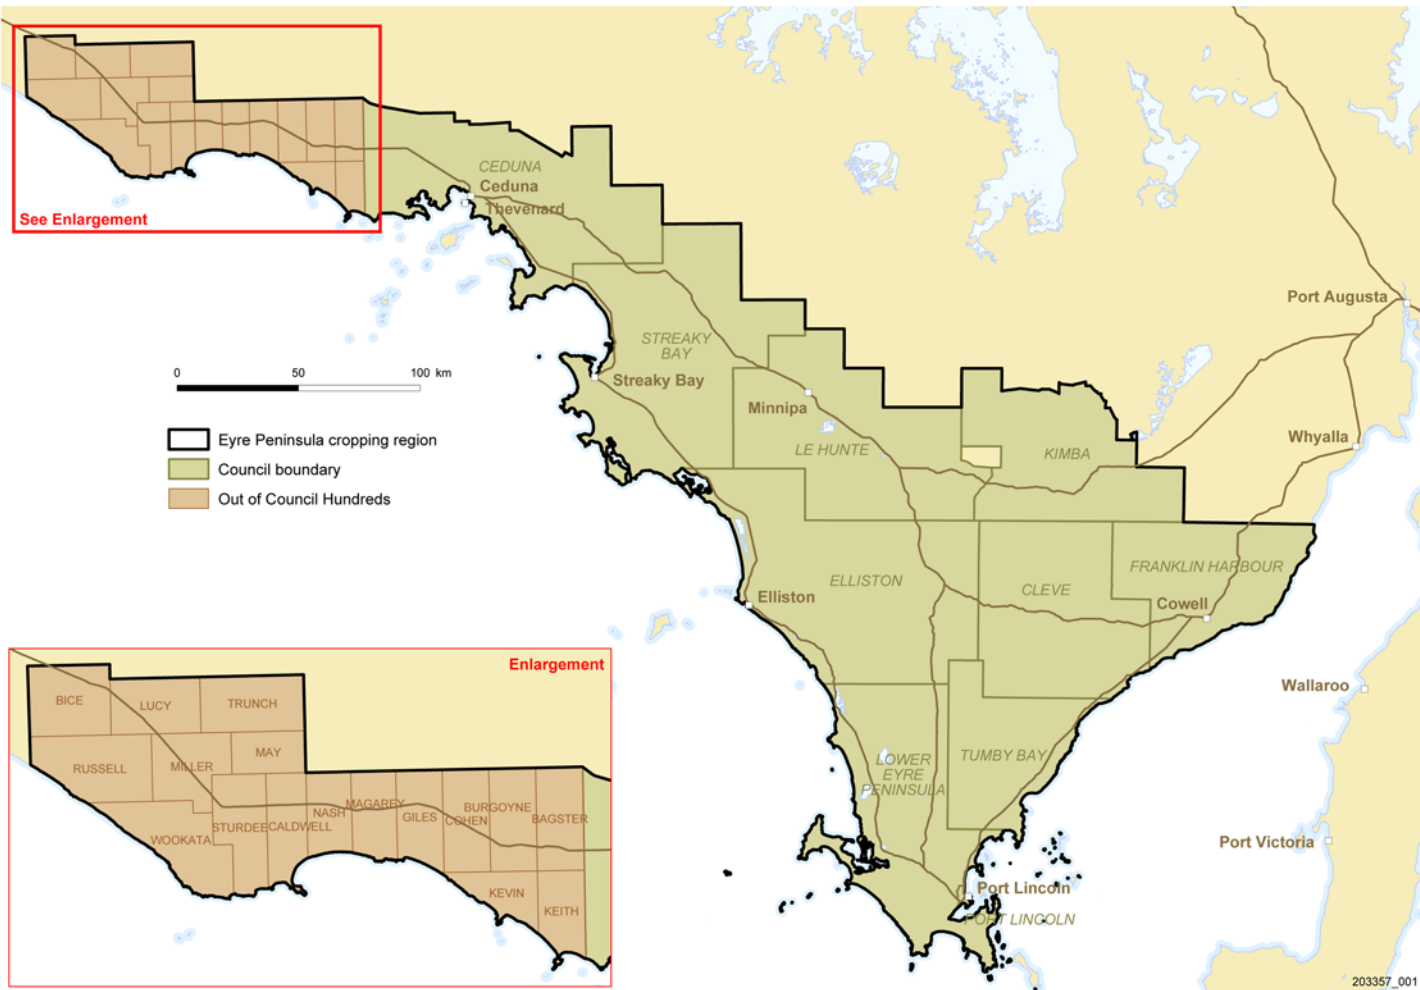 See Enlargement
CEDUNA
Ceduna
Thevenard
Port Augusta
STREAKY
BAY
Streaky Bay
0 50 100 km
Minnipa
Whyalla
Eyre Peninsula cropping region
LE HUNTE
KIMBA
Council boundary
Out of Council Hundreds
ELLISTON
CLEVE
FRANKLIN HARBOUR
Elliston
Cowell
Enlargement
Wallaroo
BICE
LUCY
TRUNCH
RUSSELL
MILLER
MAY
LOWER
EYRE
PENINSULA
TUMBY BAY
WOOKATA
STURDEE
CALDWELL
NASH
MAGAREY
GILES
COHEN
BURGOYNE
BAGSTER
KEVIN
KEITH
Port Victoria
Port Lincoln
PORT LINCOLN
203357_001